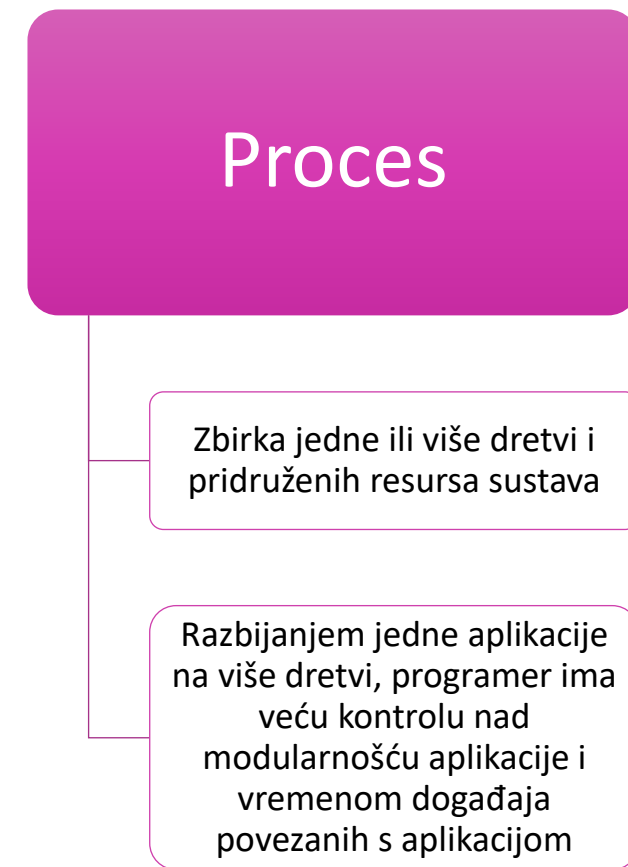 Proces
Zbirka jedne ili više dretvi i
pridruženih resursa sustava
Razbijanjem jedne aplikacije
na više dretvi, programer ima
veću kontrolu nad
modularnošću aplikacije i
vremenom događaja
povezanih s aplikacijom